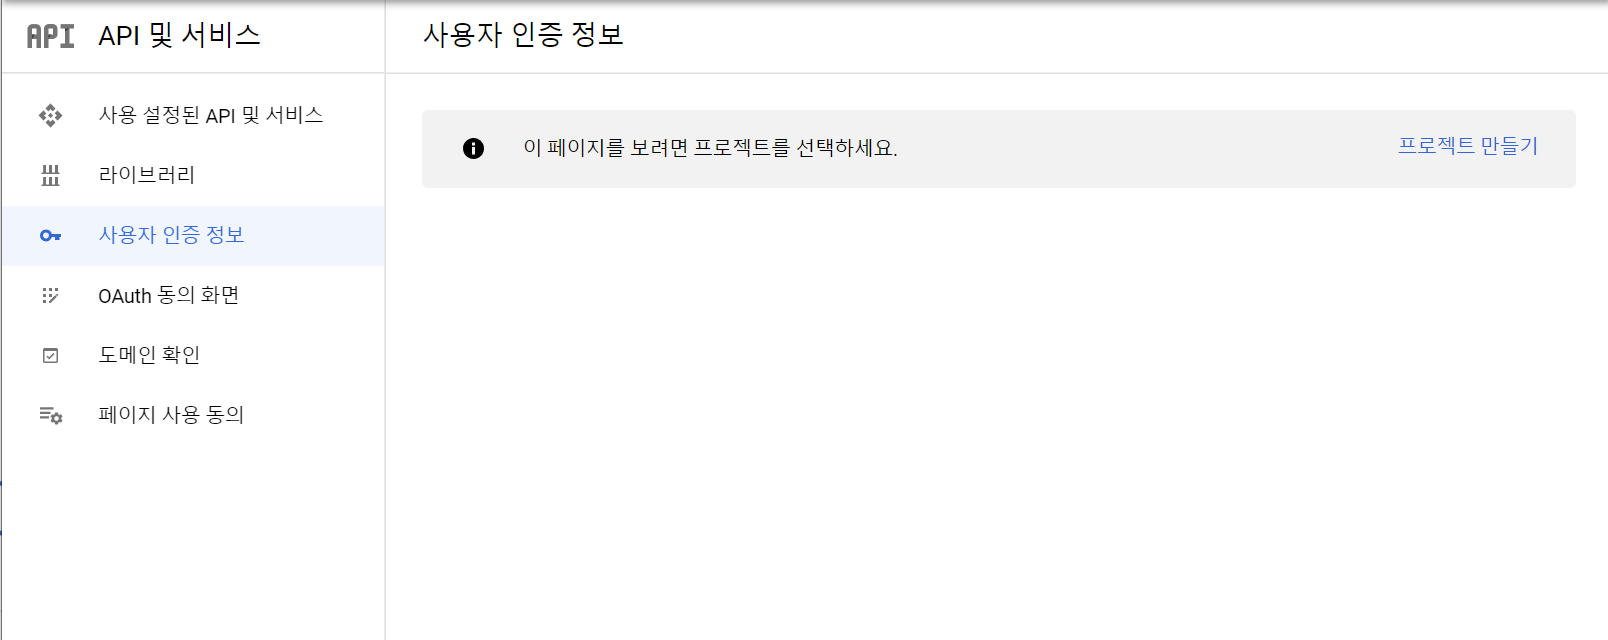 API API 및 서비스
사용자 인증 정보
사용 설정된 API 및 서비스
라이브러리
사용자 인증 정보
OAuth 동의 화면
도메인 확인
페이지 사용 동의
이 페이지를 보려면 프로젝트를 선택하세요.
프로젝트 만들기